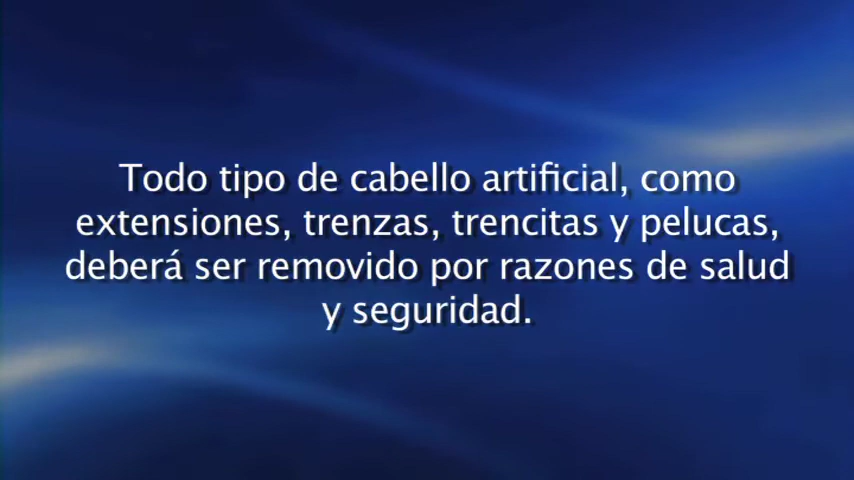 Todo tipo de cabello artificial, como
extensiones, trenzas, trencitas y pelucas,
deberá ser removido por razones de salud
y seguridad.